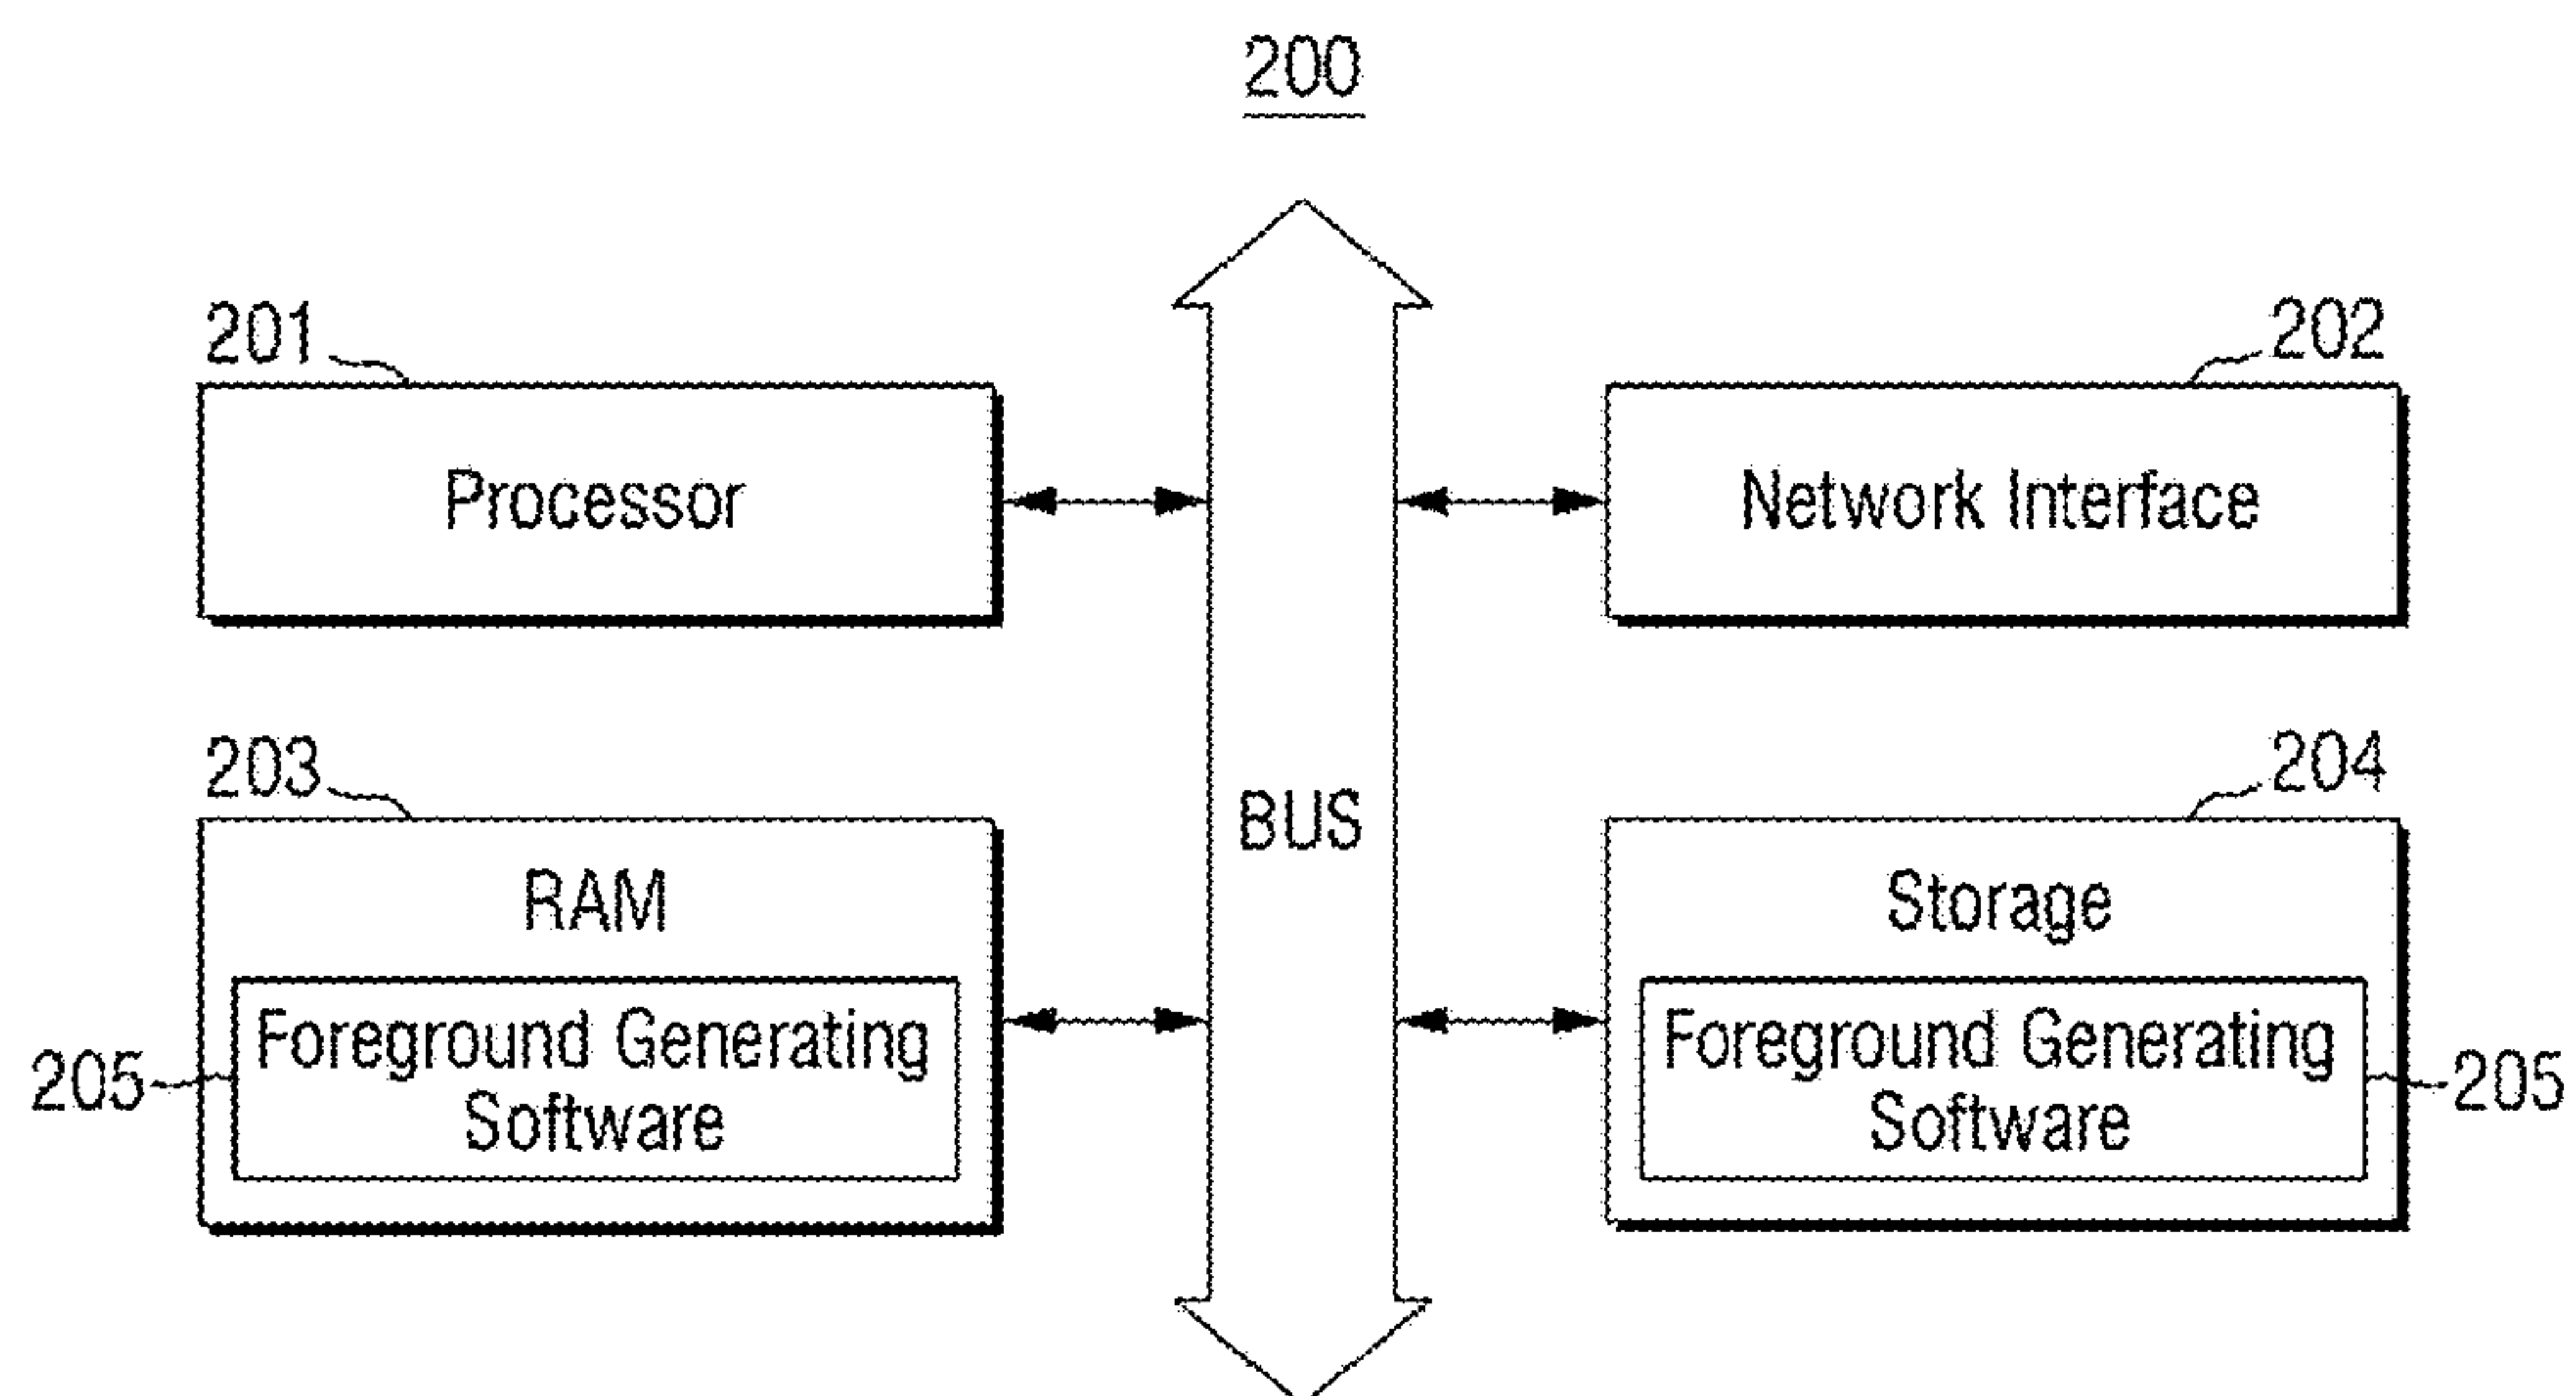 200
201
202
Processor
Network Interface
203
204
BUS
RAM
Storage
Foreground Generating
Software
205
Foreground Generating
Software
205